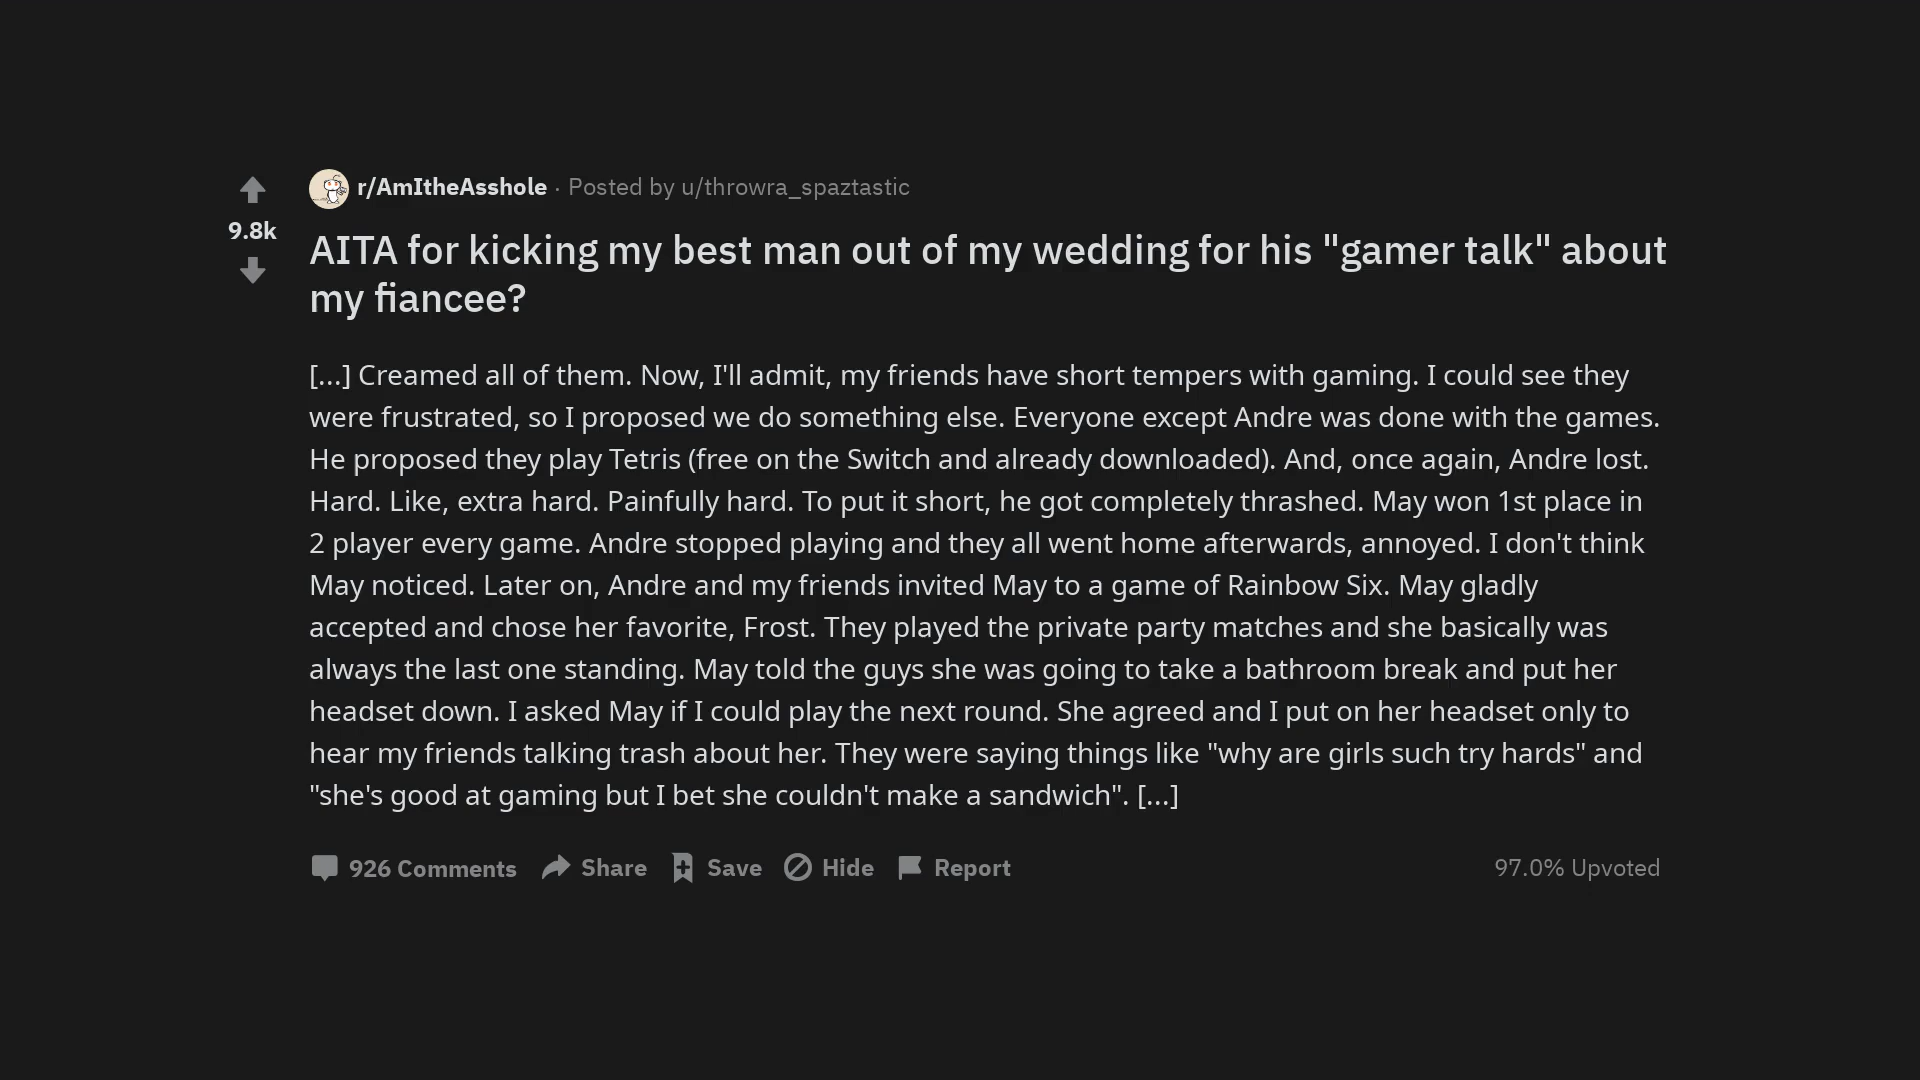 r/AmItheAsshole · Posted by u/throwra_spaztastic
9.8k
AITA for kicking my best man out of my wedding for his "gamer talk" about
my fiancee?
[...] Creamed all of them. Now, I'll admit, my friends have short tempers with gaming. I could see they
were frustrated, so I proposed we do something else. Everyone except Andre was done with the games.
He proposed they play Tetris (free on the Switch and already downloaded). And, once again, Andre lost.
Hard. Like, extra hard. Painfully hard. To put it short, he got completely thrashed. May won 1st place in
2 player every game. Andre stopped playing and they all went home afterwards, annoyed. I don't think
May noticed. Later on, Andre and my friends invited May to a game of Rainbow Six. May gladly
accepted and chose her favorite, Frost. They played the private party matches and she basically was
always the last one standing. May told the guys she was going to take a bathroom break and put her
headset down. I asked May if I could play the next round. She agreed and I put on her headset only to
hear my friends talking trash about her. They were saying things like "why are girls such try hards" and
"she's good at gaming but I bet she couldn't make a sandwich". [...]
926 Comments Share Save Hide Report 97.0% Upvoted